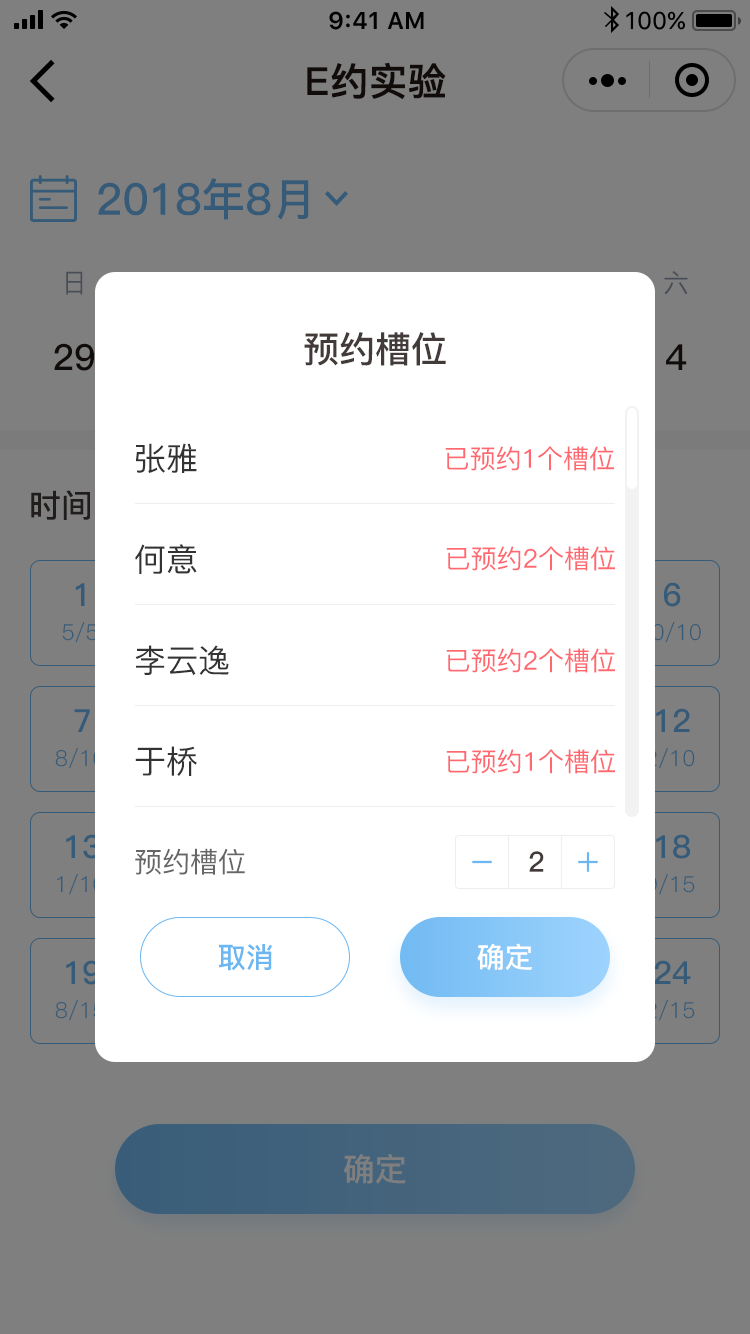 9:41 AM 100%
E约实验
2018年8月
日 六
29 4
预约槽位
张雅 已预约1个槽位
何意 已预约2个槽位
李云逸 已预约2个槽位
于桥 已预约1个槽位
预约槽位 2
取消 确定
时间
1 6
5/5 0/10
7 12
8/10 2/10
13 18
1/10 /15
19 24
8/15 2/15
确定